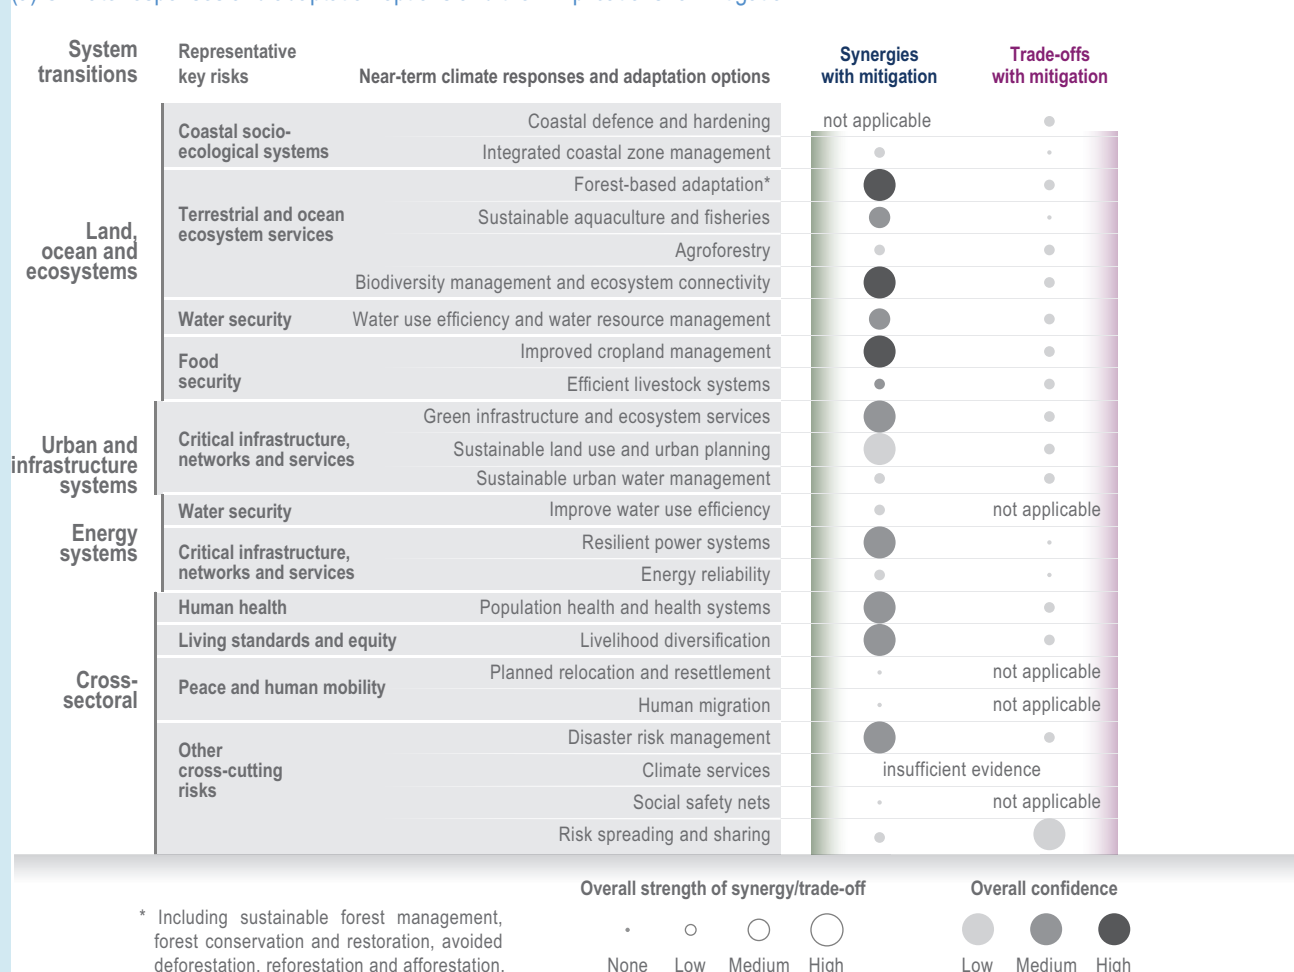 System
transitions
Representative
key risks
Near-term climate responses and adaptation options
Synergies
with mitigation
Trade-offs
with mitigation
Land,
ocean and
ecosystems
Coastal socio-
ecological systems
Coastal defence and hardening
not applicable
Integrated coastal zone management
Terrestrial and ocean
ecosystem services
Forest-based adaptation*
Sustainable aquaculture and fisheries
Agroforestry
Biodiversity management and ecosystem connectivity
Water security
Water use efficiency and water resource management
Food
security
Improved cropland management
Efficient livestock systems
Urban and
infrastructure
systems
Critical infrastructure,
networks and services
Green infrastructure and ecosystem services
Sustainable land use and urban planning
Sustainable urban water management
Energy
systems
Water security
Improve water use efficiency
not applicable
Critical infrastructure,
networks and services
Resilient power systems
Energy reliability
Cross-
sectoral
Human health
Population health and health systems
Living standards and equity
Livelihood diversification
Peace and human mobility
Planned relocation and resettlement
not applicable
Human migration
not applicable
Other
cross-cutting
risks
Disaster risk management
Climate services
insufficient evidence
Social safety nets
not applicable
Risk spreading and sharing
* Including sustainable forest management,
forest conservation and restoration, avoided
deforestation, reforestation and afforestation.
Overall strength of synergy/trade-off
None Low Medium High
Overall confidence
Low Medium High